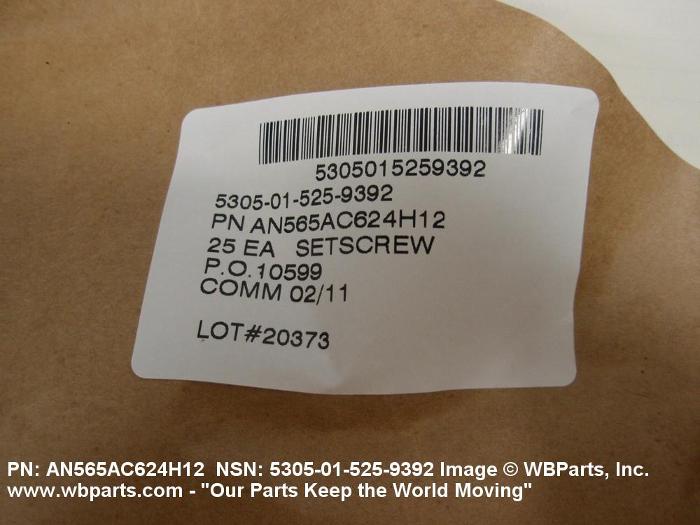 5305015259392
5305-01-525-9392
PN AN565AC624H12
25 EA SETSCREW
P.O.10599
COMM 02/11
LOT#20373
PN: AN565AC624H12 NSN: 5305-01-525-9392 Image © WBParts, Inc.
www.wbparts.com - "Our Parts Keep the World Moving"